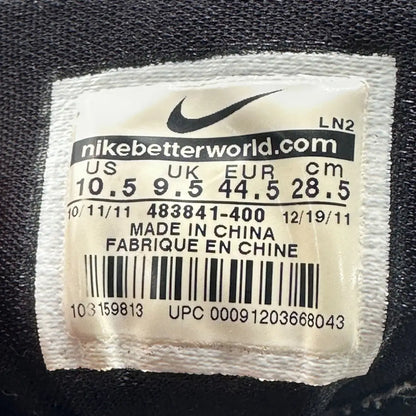 LN2
nikebetterworld.com
US UK EUR cm
10.5 9.5 44.5 28.5
10/11/11 483841-400 12/19/11
MADE IN CHINA
FABRIQUE EN CHINE
103159813 UPC 00091203668043